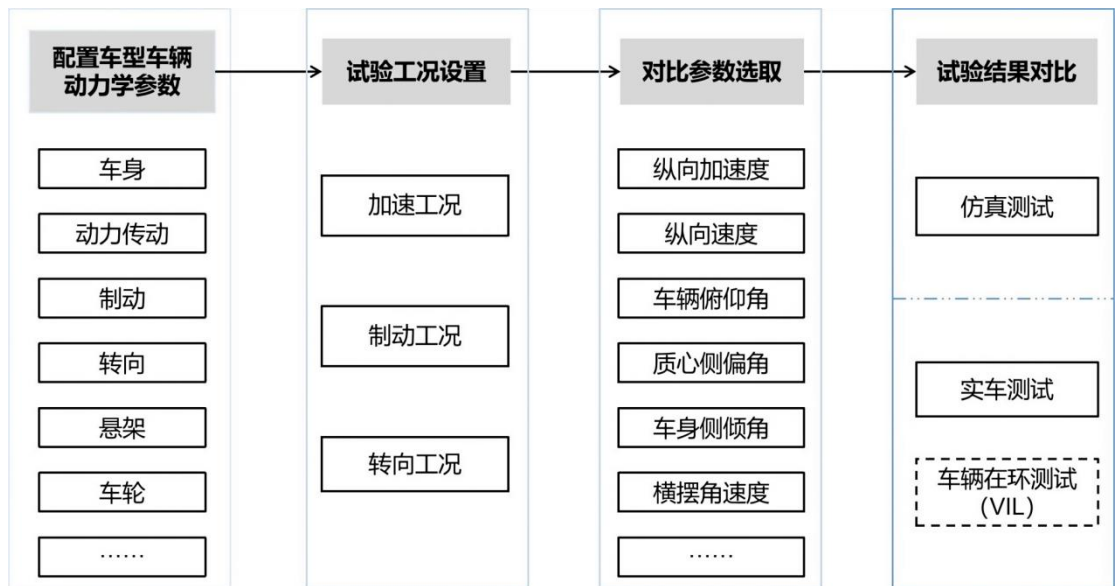 配置车型车辆
动力学参数
车身
动力传动
制动
转向
悬架
车轮
……
试验工况设置
加速工况
制动工况
转向工况
对比参数选取
纵向加速度
纵向速度
车辆俯仰角
质心侧偏角
车身侧倾角
横摆角速度
……
试验结果对比
仿真测试
实车测试
车辆在环测试
(VIL)